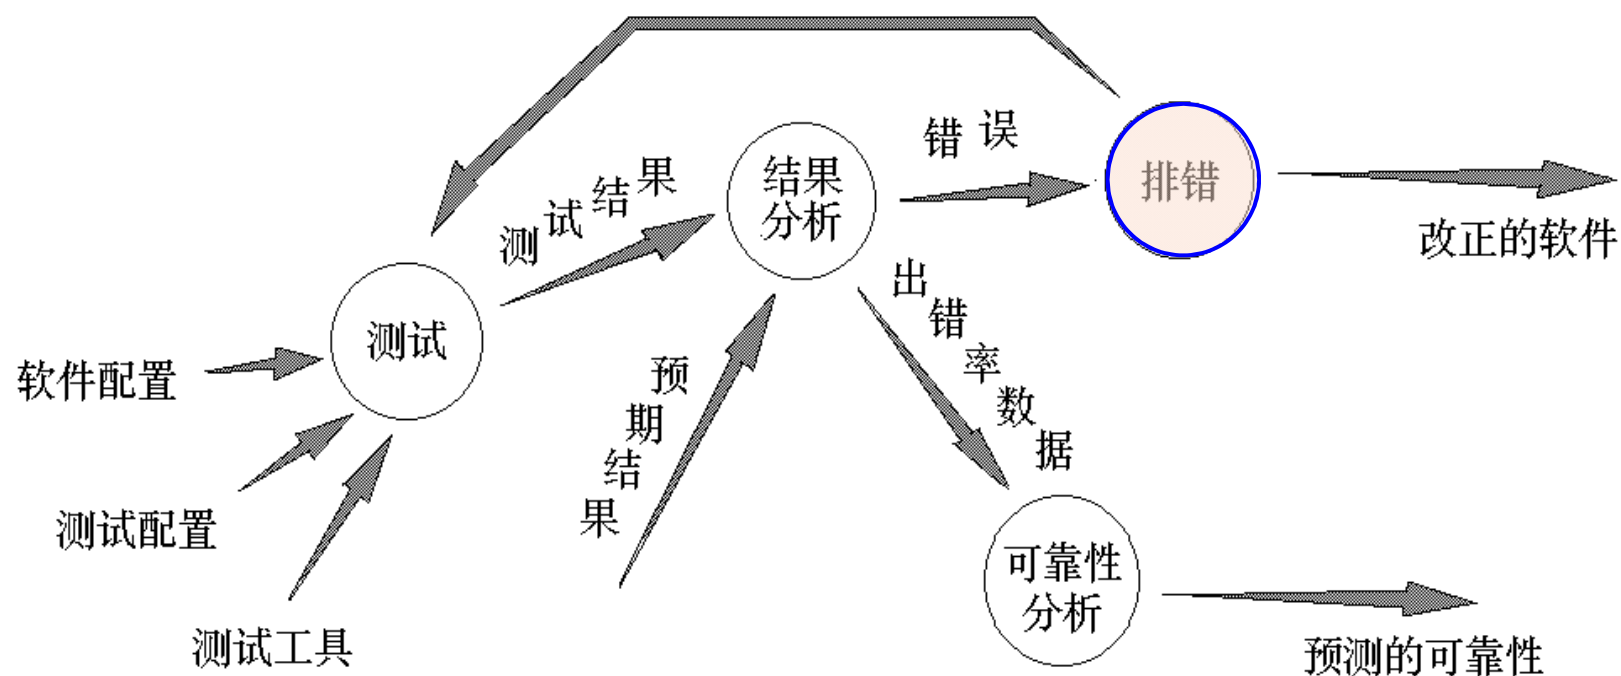 错误
排错
改正的软件
测试结果
结果
分析
测试
软件配置
测试配置
测试工具
预期结果
出错率数据
可靠性
分析
预测的可靠性